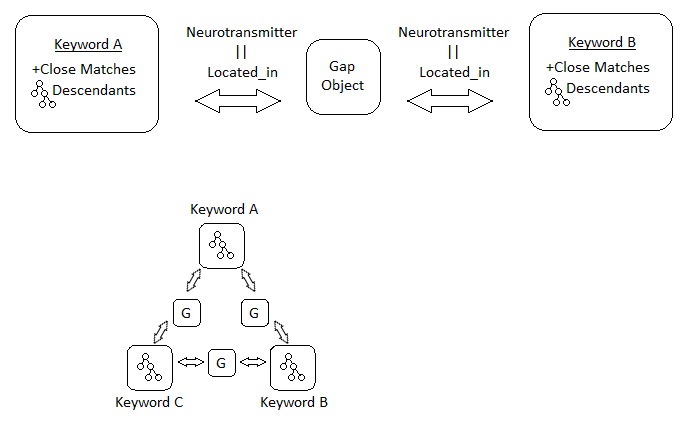 Keyword A
+Close Matches
Descendants
Neurotransmitter
||
Located_in
Gap
Object
Neurotransmitter
||
Located_in
Keyword B
+Close Matches
Descendants
Keyword A
G
G
G
Keyword C
Keyword B